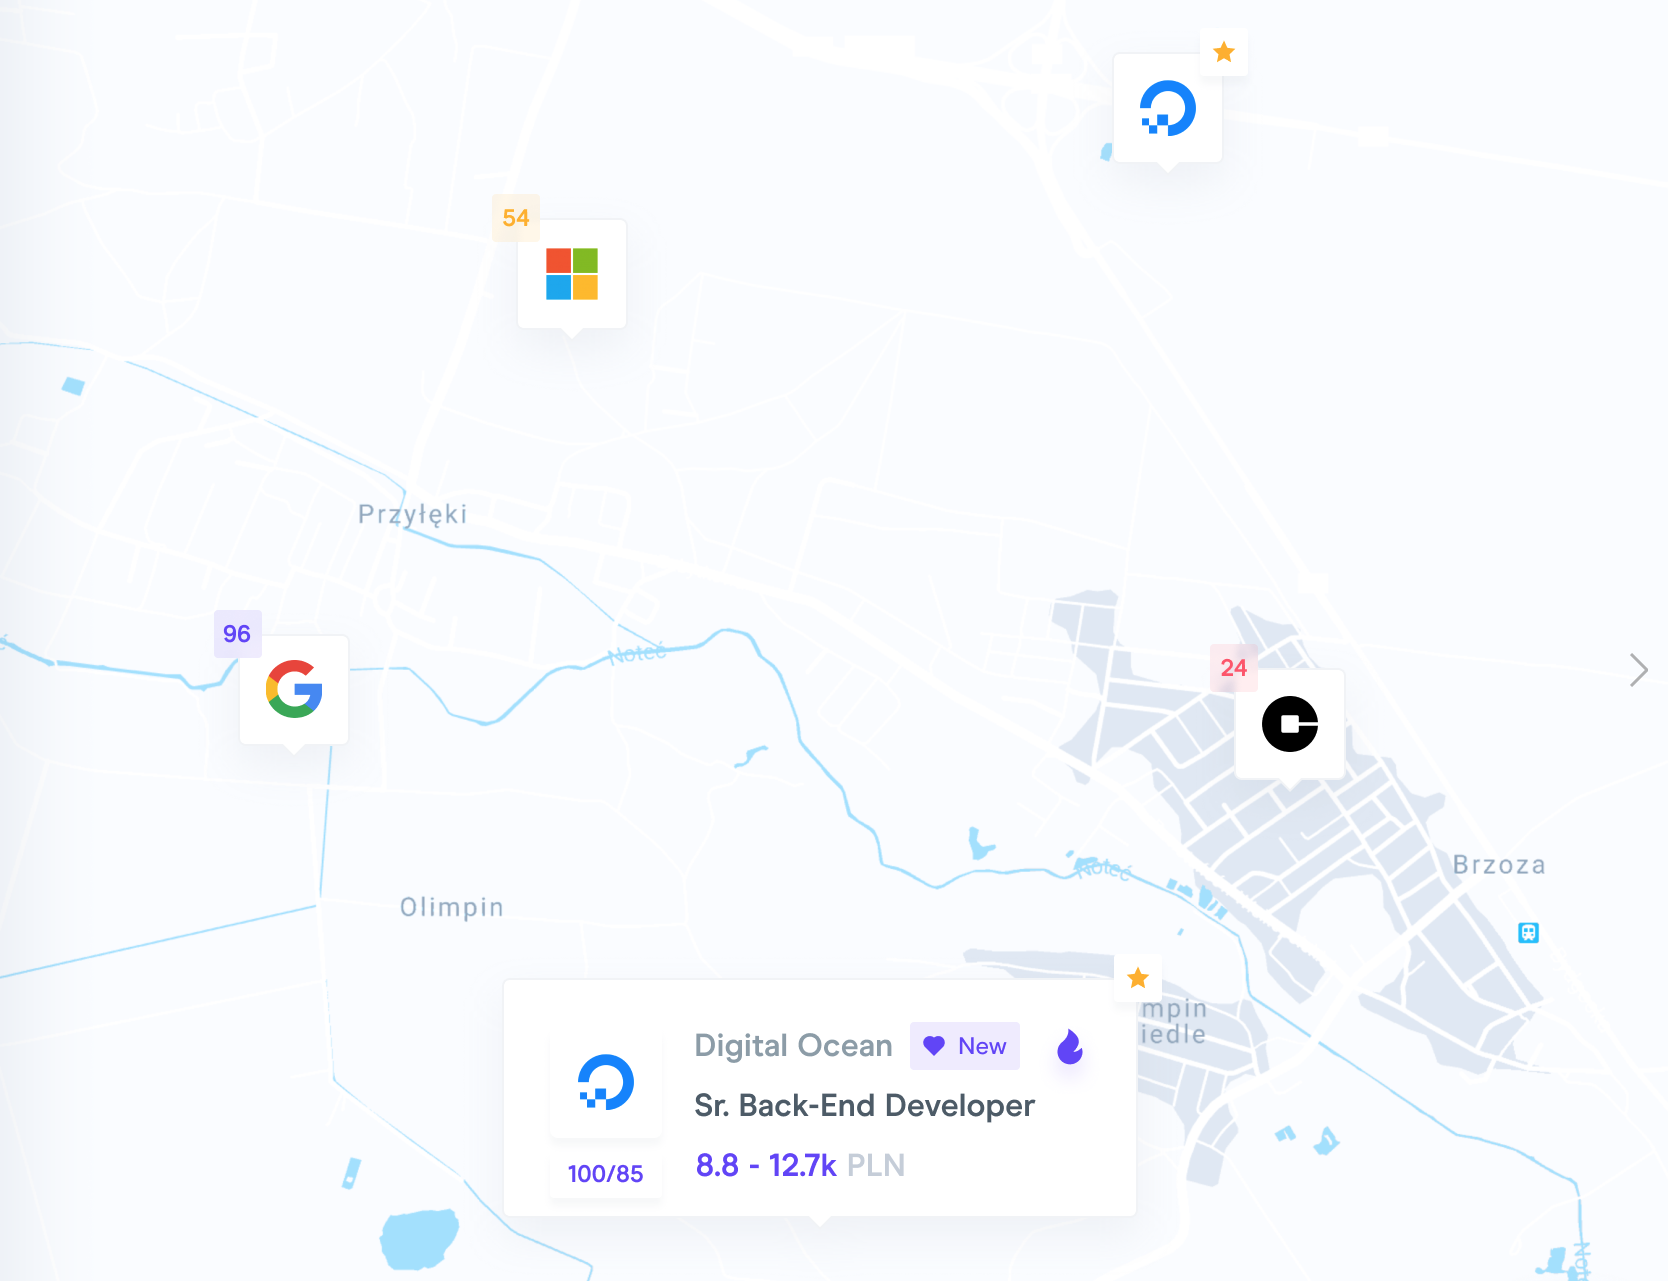 54
Przyłęki
96
Noteć
24
Brzoza
Noteć
Olimpin
mpin
iedle
Digital Ocean
New
Sr. Back-End Developer
8.8 - 12.7k PLN
100/85